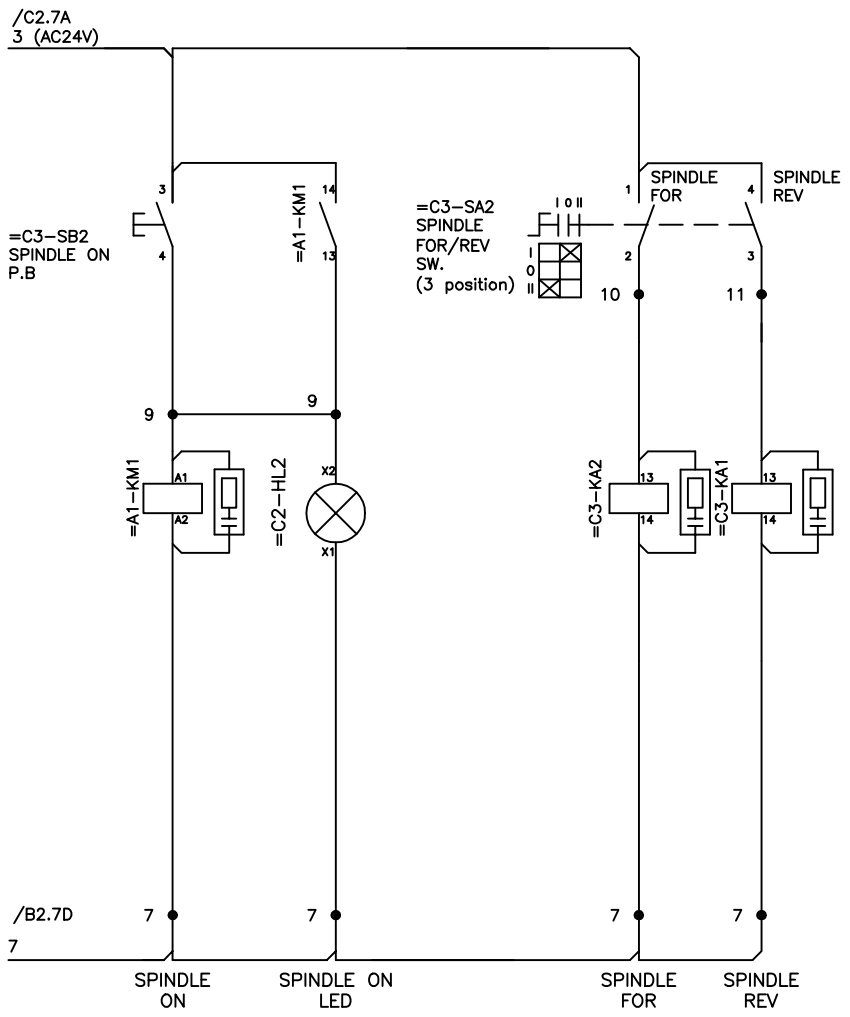 /C2.7A
3 (AC24V)
3
=C3-SB2
SPINDLE ON
P.B
4
=A1-KM1
14
13
=C3-SA2
SPINDLE
FOR/REV
SW.
(3 position)
I O II
I
O
II
1
SPINDLE
FOR
2
4
SPINDLE
REV
3
10
11
9
9
=A1-KM1
A1
A2
=C2-HL2
X2
X1
=C3-KA2
13
14
=C3-KA1
13
14
/B2.7D
7
7
7
7
7
SPINDLE
ON
SPINDLE ON
LED
SPINDLE
FOR
SPINDLE
REV